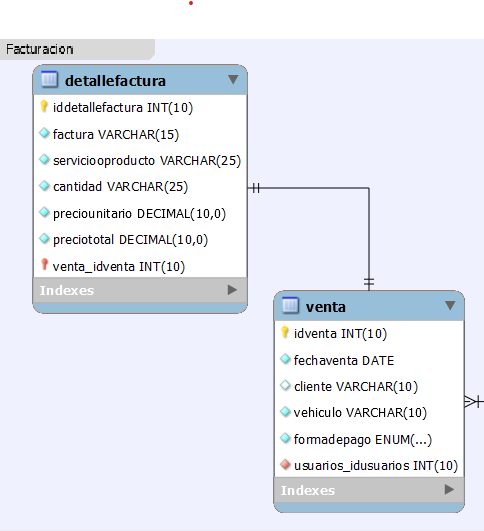 Facturacion
detallefactura
iddetallefactura INT(10)
factura VARCHAR(15)
serviciooproducto VARCHAR(25)
cantidad VARCHAR(25)
preciounitario DECIMAL(10,0)
preciototal DECIMAL(10,0)
venta_idventa INT(10)
Indexes
venta
idventa INT(10)
fechaventa DATE
cliente VARCHAR(10)
vehiculo VARCHAR(10)
formadepago ENUM(...)
usuarios_idusuarios INT(10)
Indexes